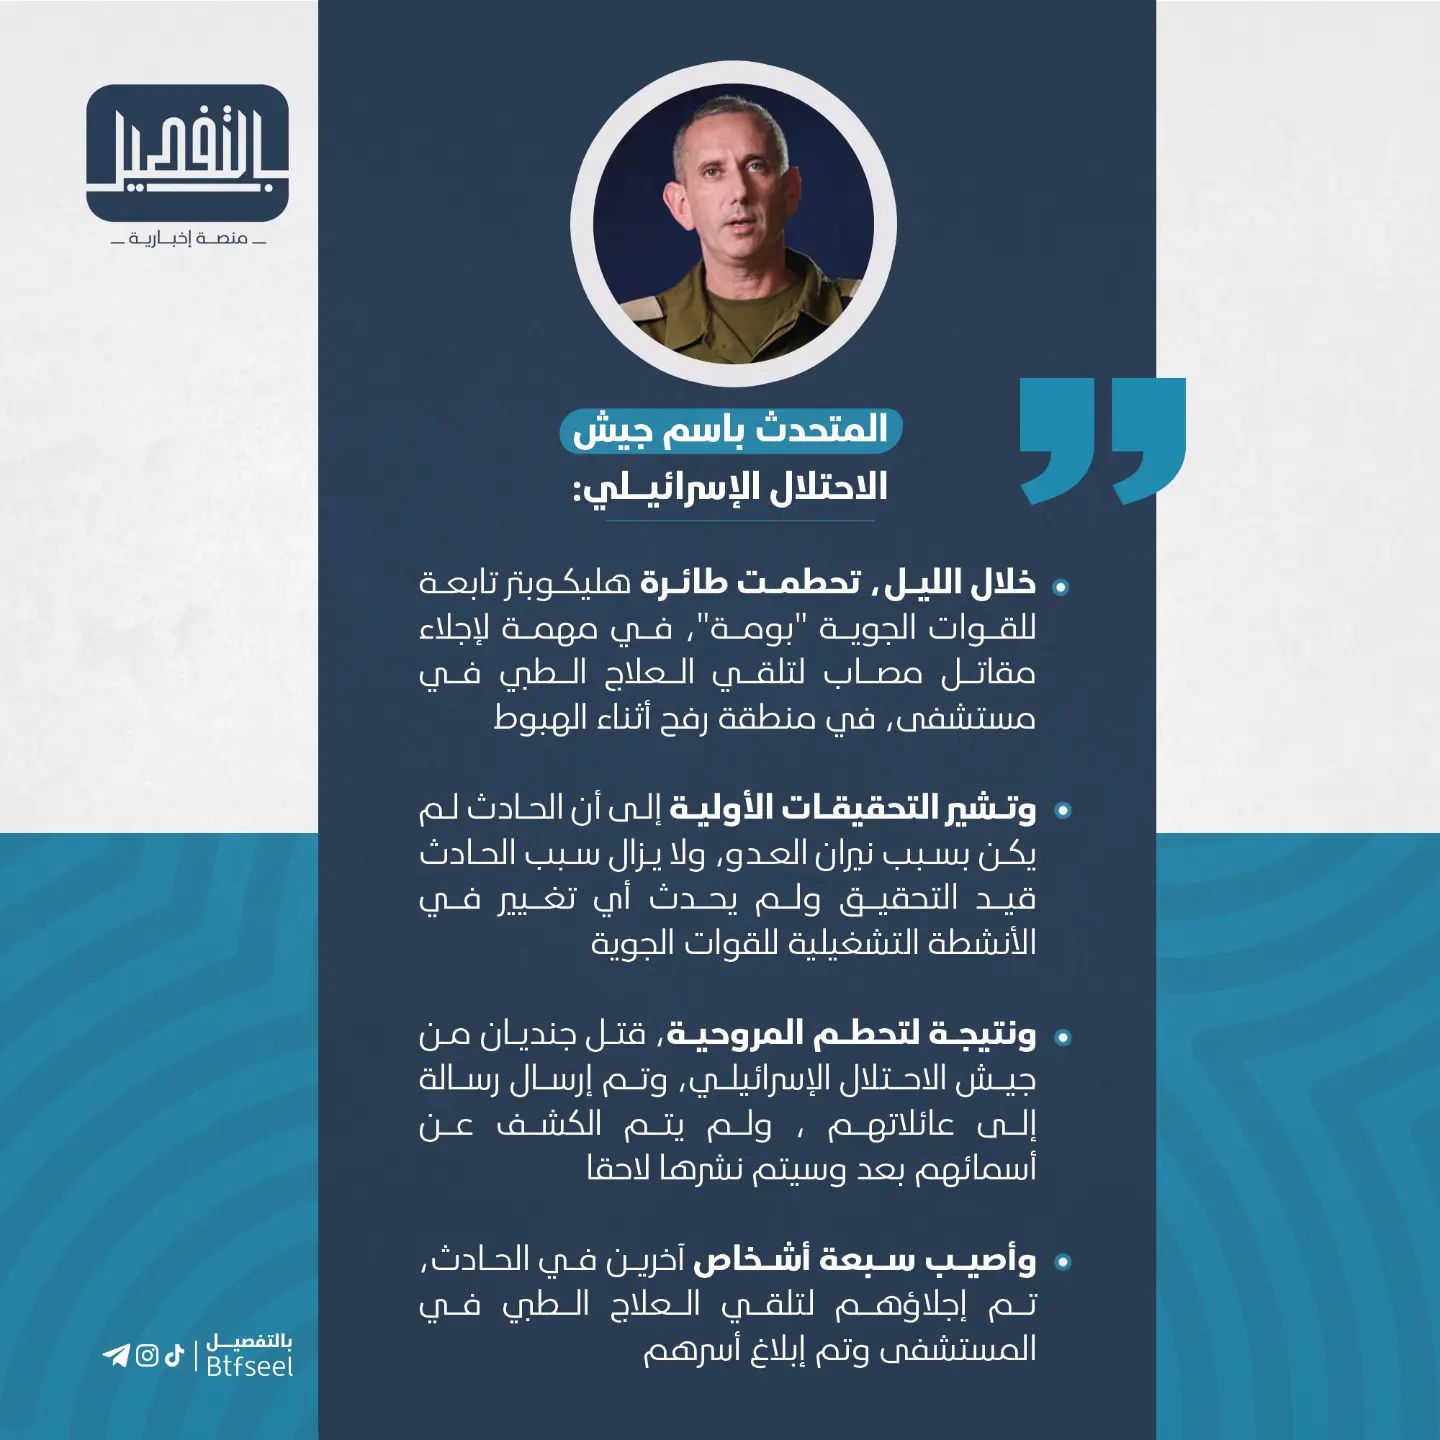 بالتفصيل
منصة إخبارية
المتحدث باسم جيش
الاحتلال الإسرائيلي:
خلال الليل، تحطمت طائرة هليكوبتر تابعة
للقوات الجوية "بومة"، في مهمة لإجلاء
مقاتل مصاب لتلقي العلاج الطبي في
مستشفى، في منطقة رفح أثناء الهبوط
وتشير التحقيقات الأولية إلى أن الحادث لم
يكن بسبب نيران العدو، ولا يزال سبب الحادث
قيد التحقيق ولم يحدث أي تغيير في
الأنشطة التشغيلية للقوات الجوية
ونتيجة لتحطم المروحية، قتل جنديان من
جيش الاحتلال الإسرائيلي، وتم إرسال رسالة
إلى عائلاتهم ، ولم يتم الكشف عن
أسمائهم بعد وسيتم نشرها لاحقا
وأصيب سبعة أشخاص آخرين في الحادث،
تم إجلاؤهم لتلقي العلاج الطبي في
المستشفى وتم إبلاغ أسرهم
بالتفصيل
Btfseel